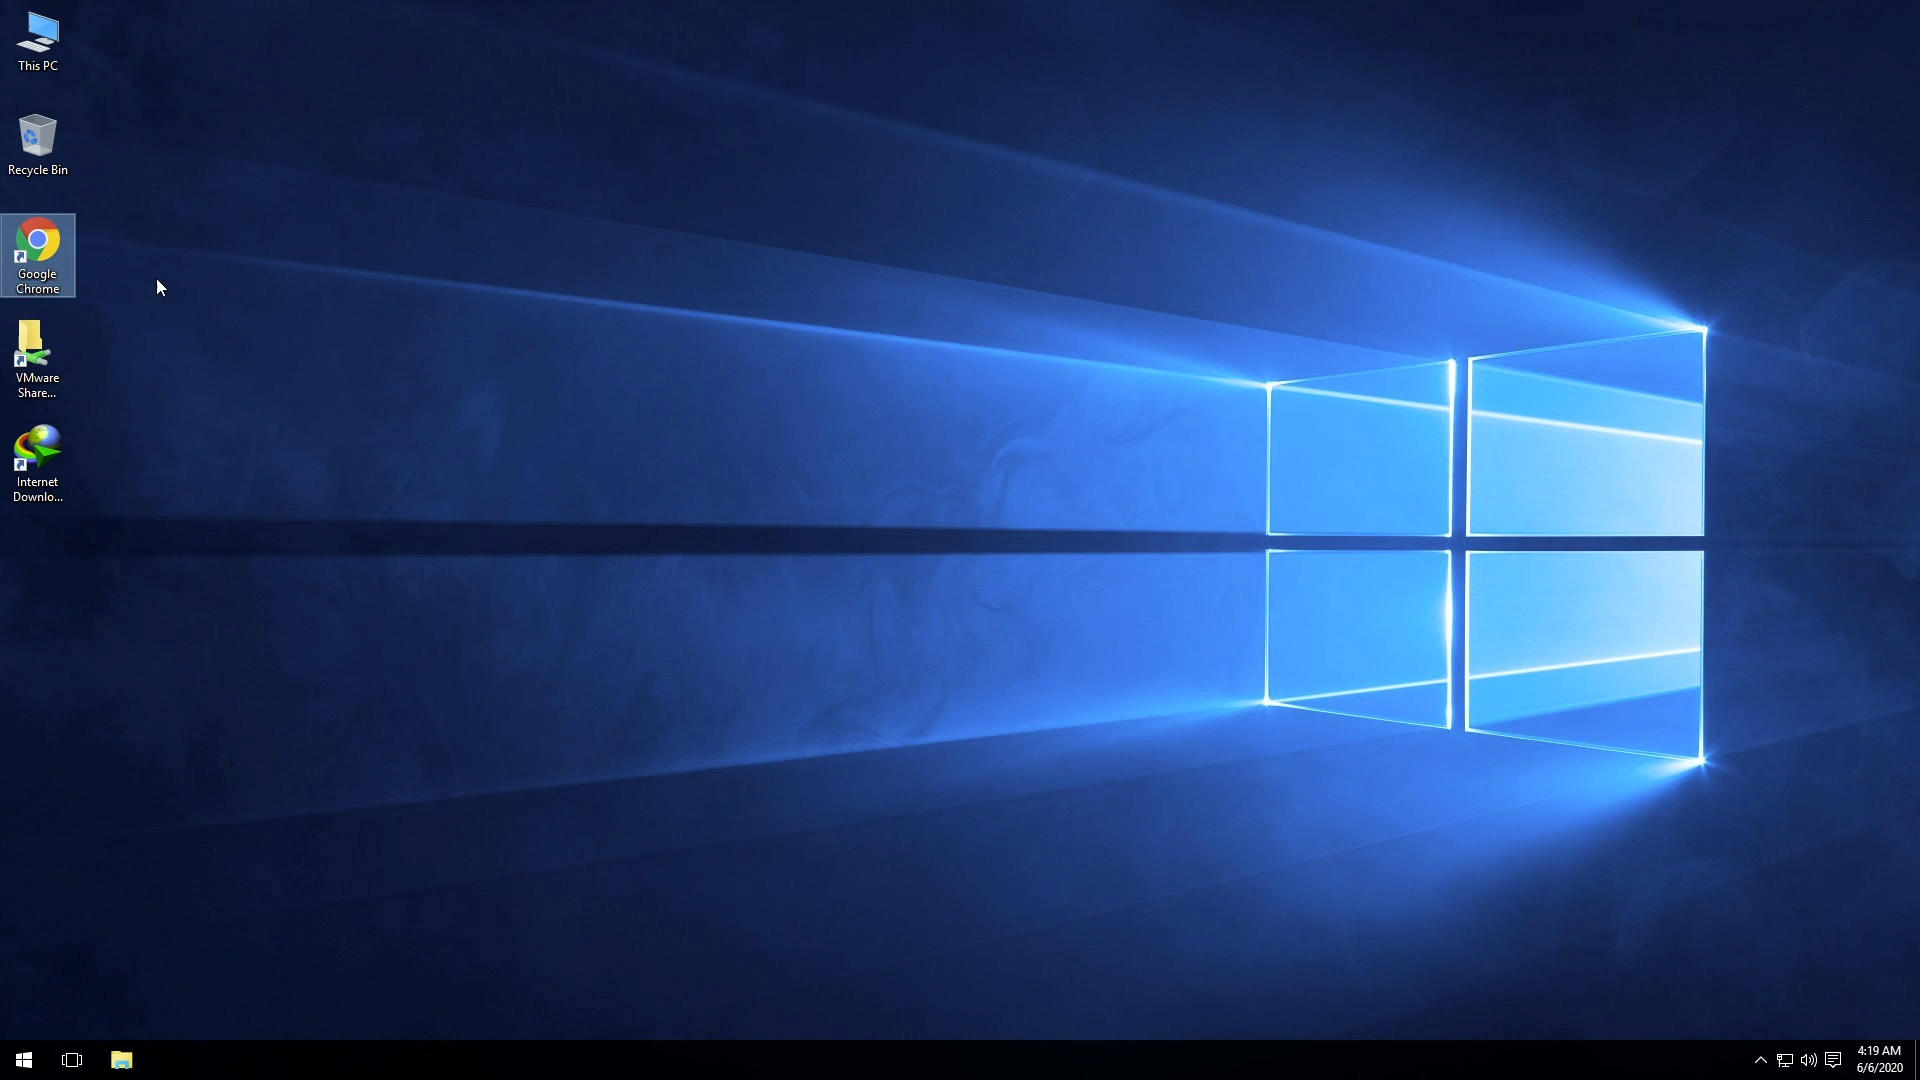 This PC
Recycle Bin
Google
Chrome
VMware
Share...
Internet
Downlo...
4:19 AM
6/6/2020